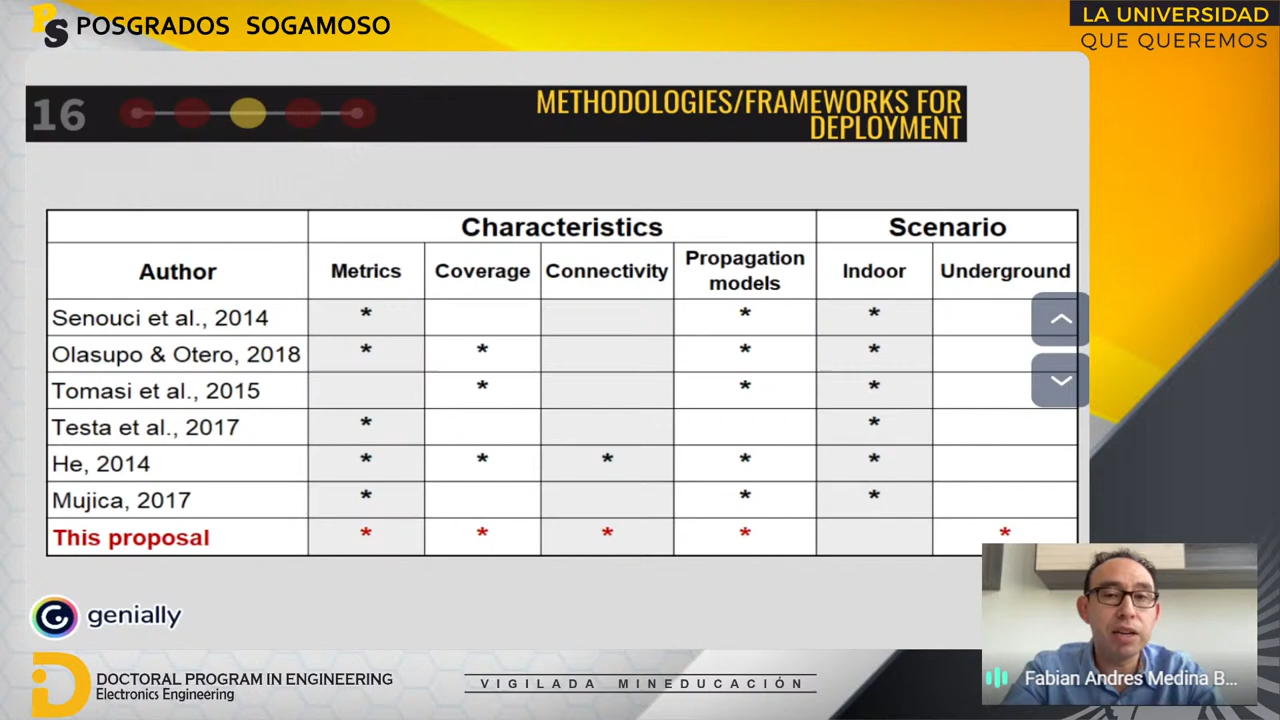 PS POSGRADOS SOGAMOSO
LA UNIVERSIDAD
QUE QUEREMOS
16
METHODOLOGIES/FRAMEWORKS FOR
DEPLOYMENT
Characteristics Scenario
Author Metrics Coverage Connectivity Propagation models Indoor Underground
Senouci et al., 2014 * * *
Olasupo & Otero, 2018 * * * *
Tomasi et al., 2015 * * *
Testa et al., 2017 * *
He, 2014 * * * * *
Mujica, 2017 * * *
This proposal * * * * *
genially
DOCTORAL PROGRAM IN ENGINEERING
Electronics Engineering
VIGILADA MINEDUCACIÓN
Fabian Andres Medina B...